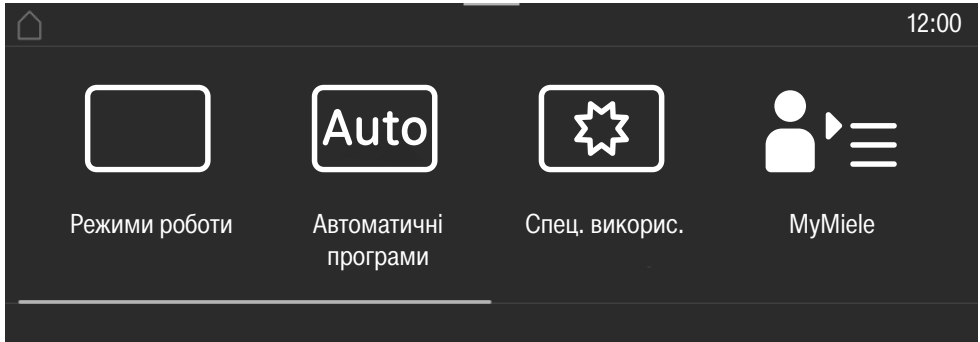 12:00
Auto
Режими роботи
Автоматичні
програми
Спец. викорис.
MyMiele